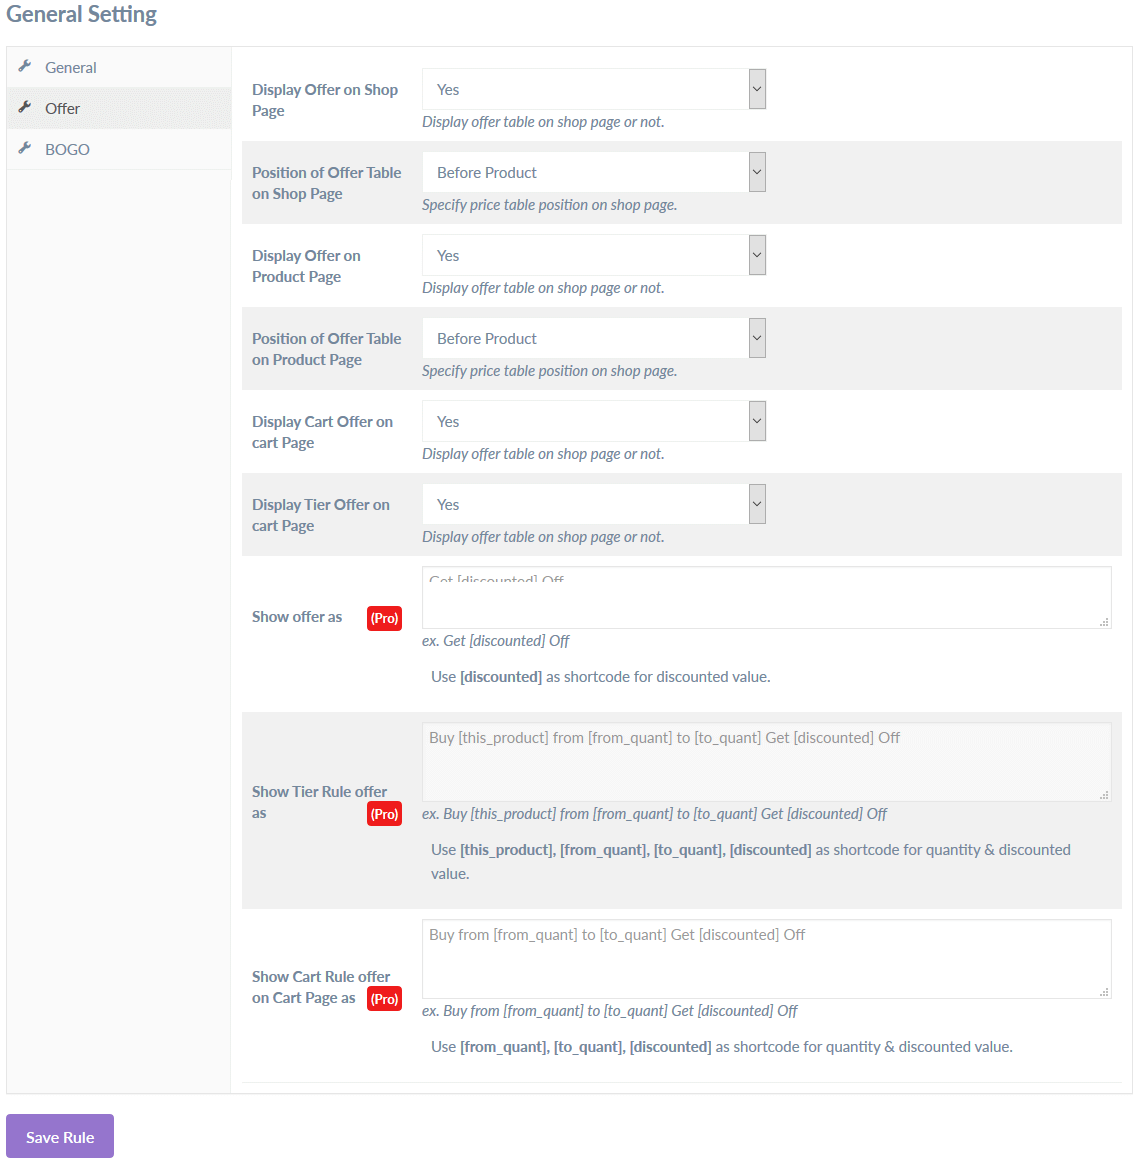 General Setting
General
Offer
BOGO
Display Offer on Shop
Page
Yes
Display offer table on shop page or not.
Position of Offer Table
on Shop Page
Before Product
Specify price table position on shop page.
Display Offer on
Product Page
Yes
Display offer table on shop page or not.
Position of Offer Table
on Product Page
Before Product
Specify price table position on shop page.
Display Cart Offer on
cart Page
Yes
Display offer table on shop page or not.
Display Tier Offer on
cart Page
Yes
Display offer table on shop page or not.
Show offer as (Pro)
Get [discounted] Off
ex. Get [discounted] Off
Use [discounted] as shortcode for discounted value.
Show Tier Rule offer
as (Pro)
Buy [this_product] from [from_quant] to [to_quant] Get [discounted] Off
ex. Buy [this_product] from [from_quant] to [to_quant] Get [discounted] Off
Use [this_product], [from_quant], [to_quant], [discounted] as shortcode for quantity & discounted
value.
Show Cart Rule offer
on Cart Page as (Pro)
Buy from [from_quant] to [to_quant] Get [discounted] Off
ex. Buy from [from_quant] to [to_quant] Get [discounted] Off
Use [from_quant], [to_quant], [discounted] as shortcode for quantity & discounted value.
Save Rule